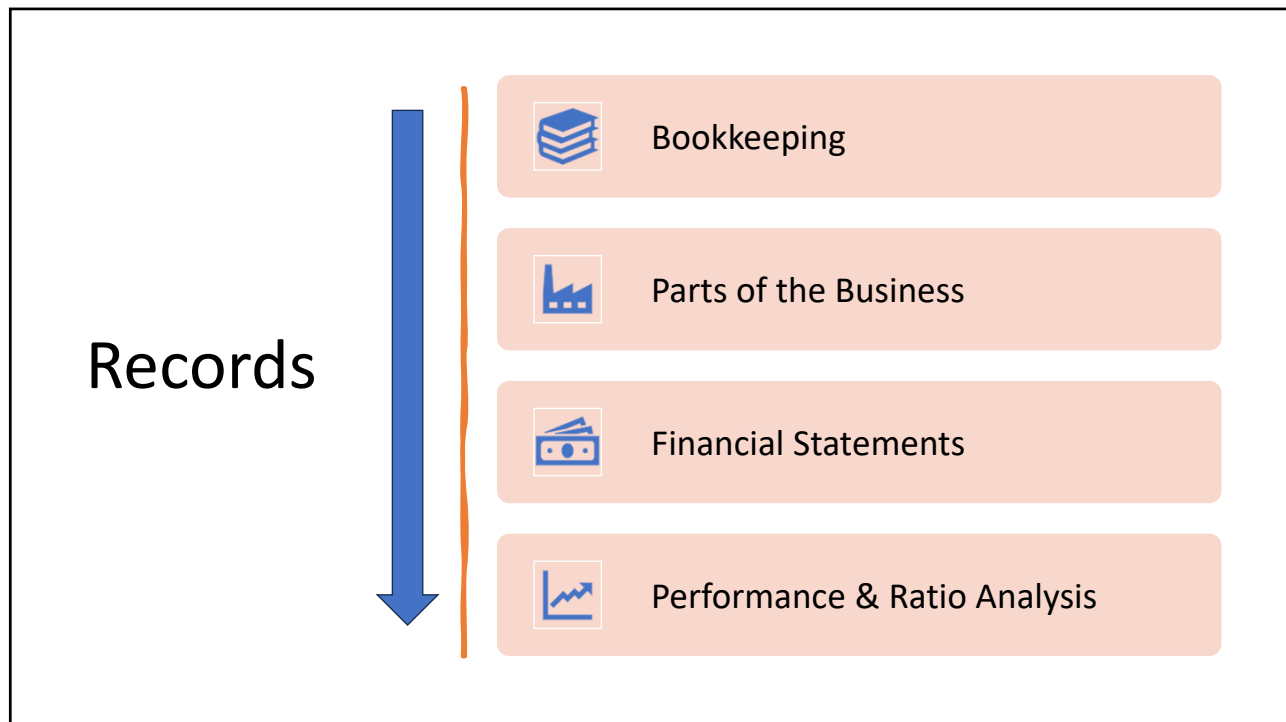 Records
Bookkeeping
Parts of the Business
Financial Statements
Performance & Ratio Analysis